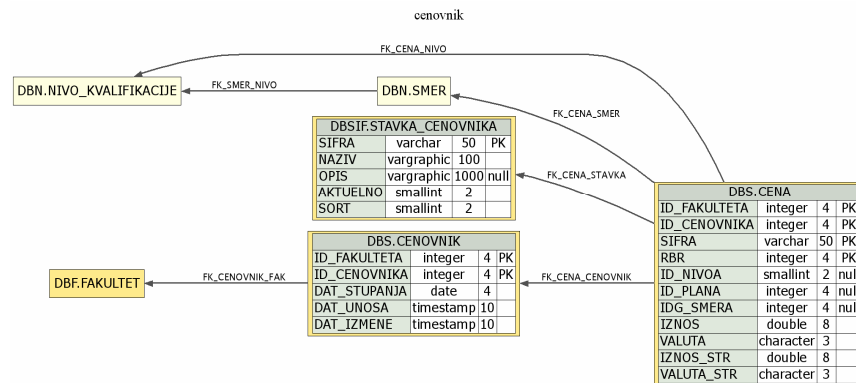 cenovnik
FK_CENA_NIVO
DBN.NIVO_KVALIFIKACIJE
FK_SMER_NIVO
DBN.SMER
FK_CENA_SMER
DBSIF.STAVKA_CENOVNIKA
SIFRA varchar 50 PK
NAZIV vargraphic 100
OPIS vargraphic 1000 null
AKTUELNO smallint 2
SORT smallint 2
FK_CENA_STAVKA
DBS.CENA
ID_FAKULTETA integer 4 PK
ID_CENOVNIKA integer 4 PK
SIFRA varchar 50 PK
RBR integer 4 PK
ID_NIVOA smallint 2 nul
ID_PLANA integer 4 nul
IDG_SMERA integer 4 nul
IZNOS double 8
VALUTA character 3
IZNOS_STR double 8
VALUTA_STR character 3
DBS.CENOVNIK
ID_FAKULTETA integer 4 PK
ID_CENOVNIKA integer 4 PK
DAT_STUPANJA date 4
DAT_UNOSA timestamp 10
DAT_IZMENE timestamp 10
FK_CENA_CENOVNIK
FK_CENOVNIK_FAK
DBF.FAKULTET